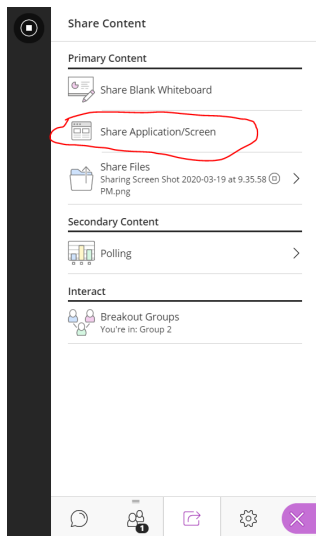 Share Content
Primary Content
Share Blank Whiteboard
Share Application/Screen
Share Files
Sharing Screen Shot 2020-03-19 at 9.35.58
PM.png
Secondary Content
Polling
Interact
Breakout Groups
You're in: Group 2
1